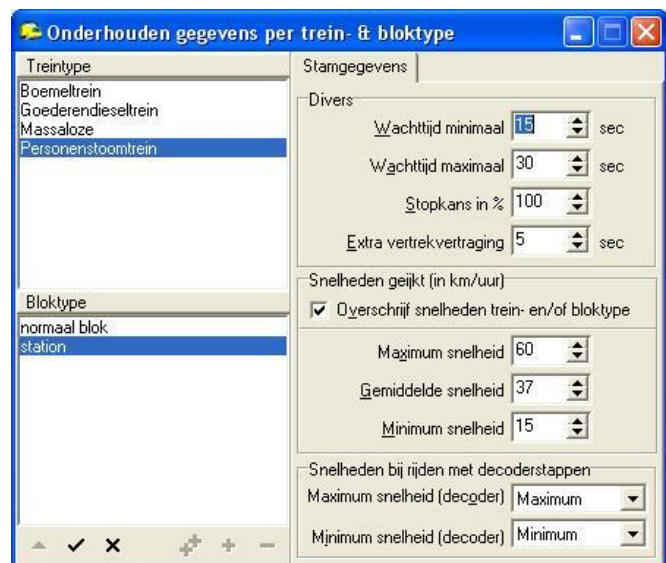 Onderhouden gegevens per trein- & bloktype
Treintype
Boemeltrein
Goederendieseltrein
Massaloze
Personenstoomtrein
Bloktype
normaal blok
station
Stamgegevens
Divers
Wachttijd minimaal 15 sec
Wachttijd maximaal 30 sec
Stopkans in % 100
Extra vertrekvertraging 5 sec
Snelheden geijkt (in km/uur)
Overschrijf snelheden trein- en/of bloktype
Maximum snelheid 60
Gemiddelde snelheid 37
Minimum snelheid 15
Snelheden bij rijden met decoderstappen
Maximum snelheid (decoder) Maximum
Minimum snelheid (decoder) Minimum